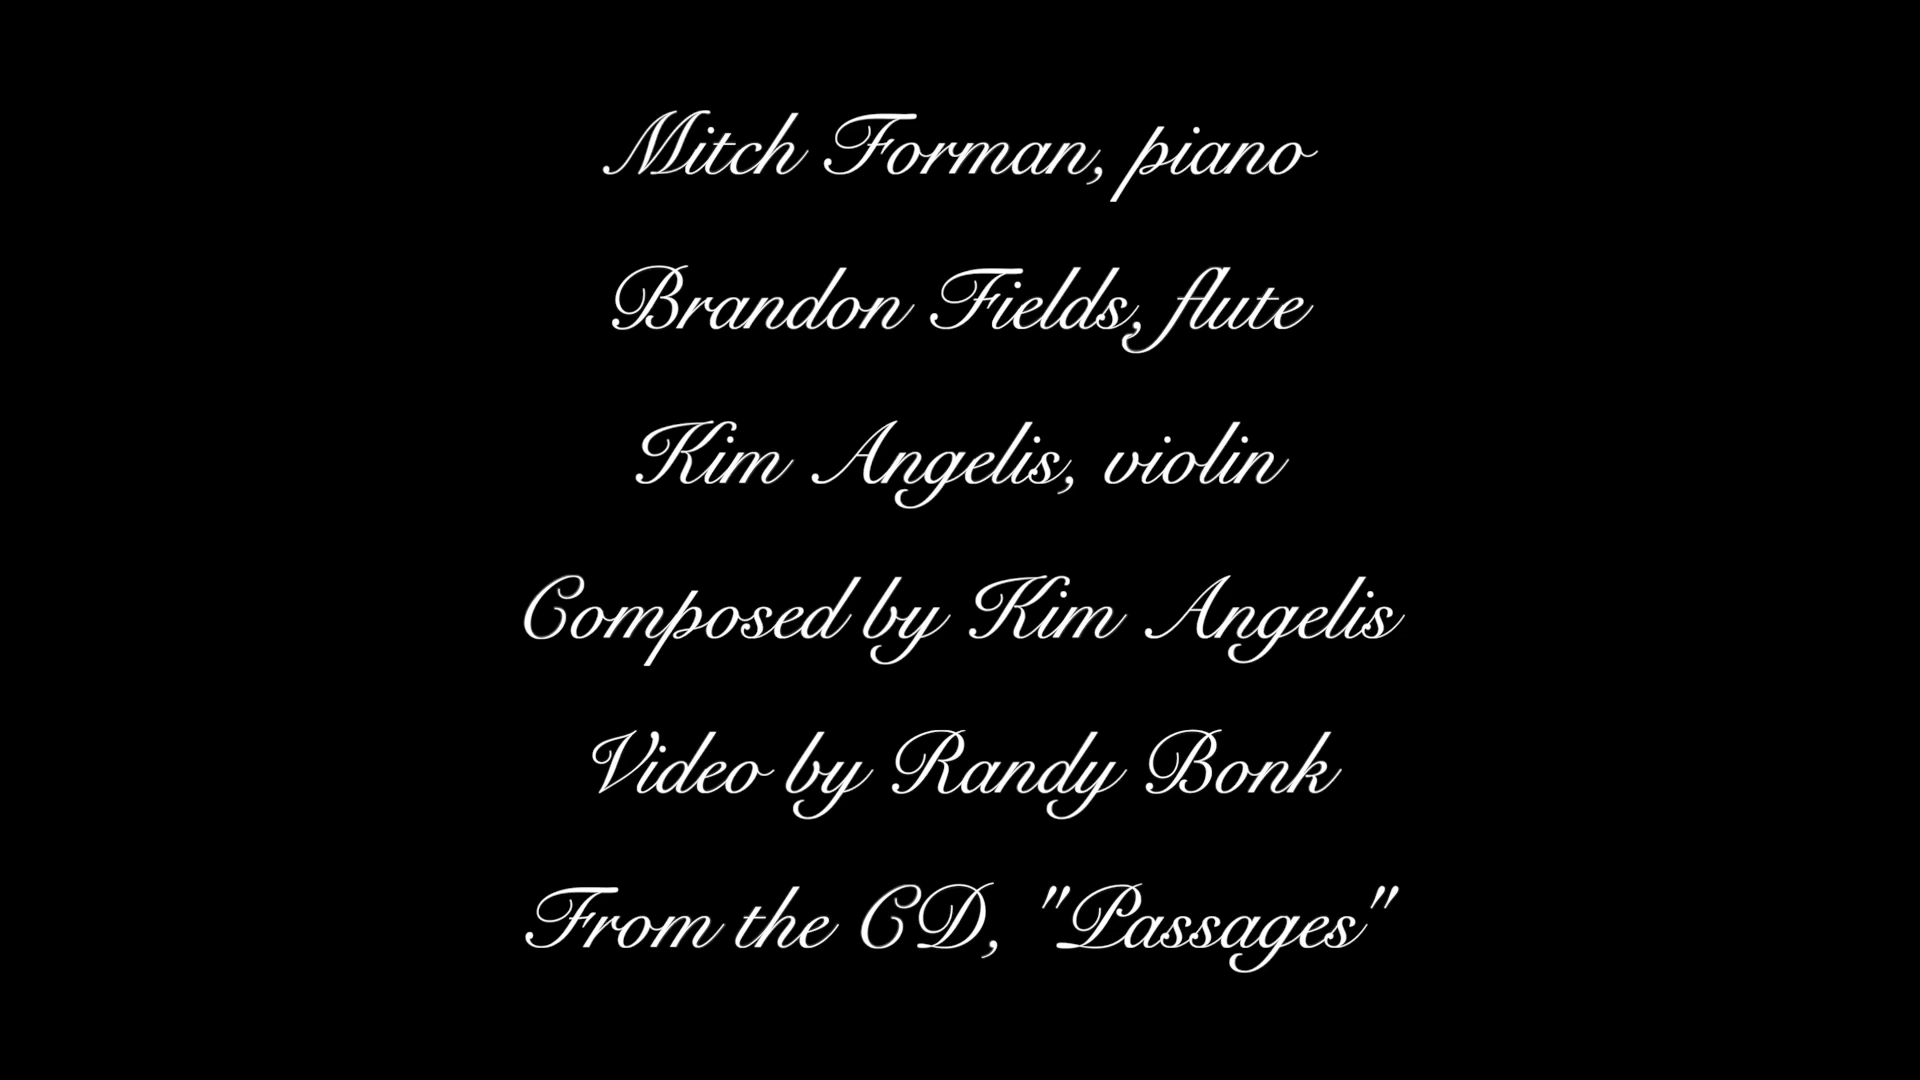 Mitch Forman, piano
Brandon Fields, flute
Kim Angelis, violin
Composed by Kim Angelis
Video by Randy Bonk
From the CD, "Passages"